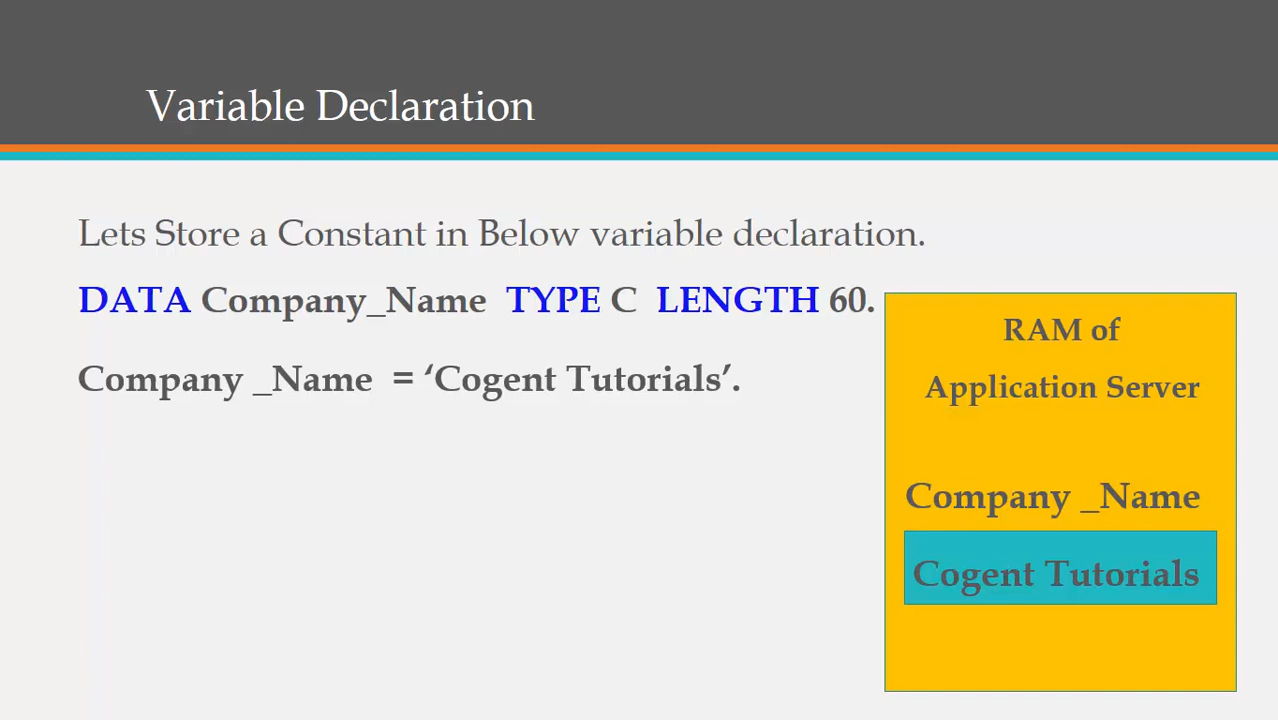 Variable Declaration
Lets Store a Constant in Below variable declaration.
DATA Company_Name TYPE C LENGTH 60.
Company _Name = ‘Cogent Tutorials’.
RAM of
Application Server
Company _Name
Cogent Tutorials